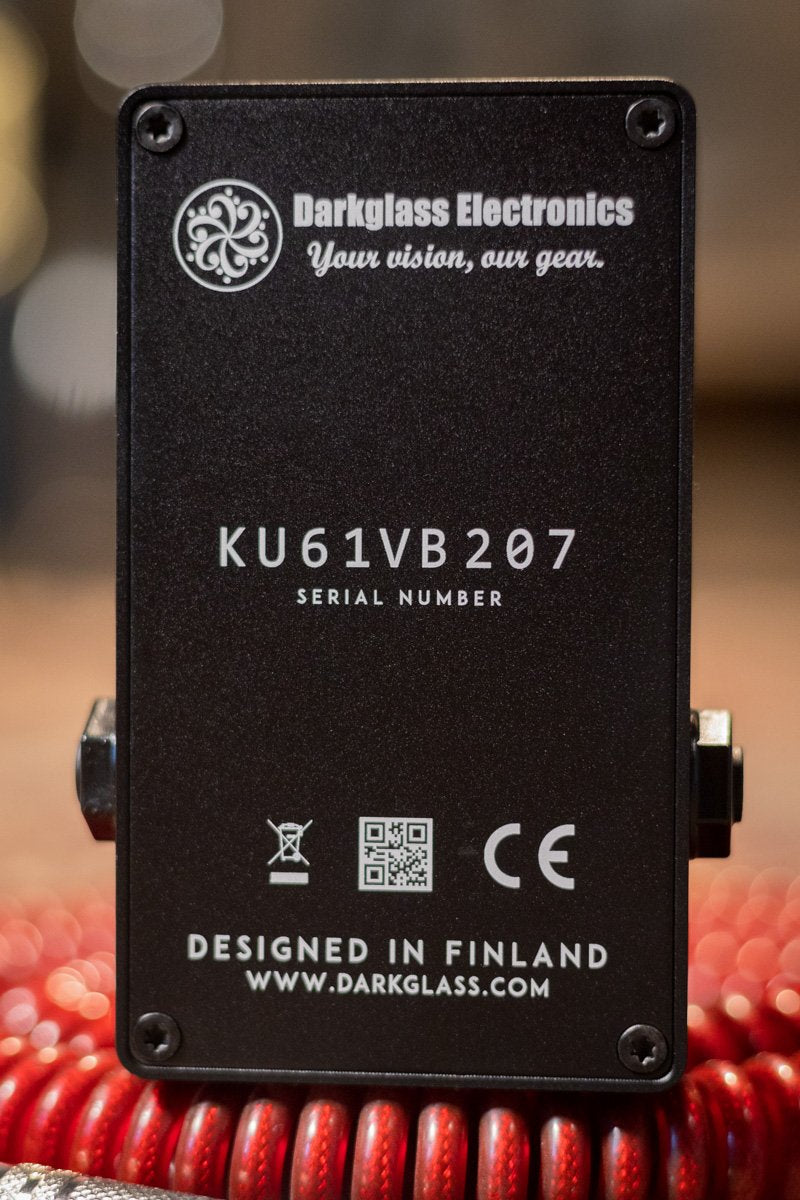 Darkglass Electronics
Your vision, our gear.
KU61VB207
SERIAL NUMBER
CE
DESIGNED IN FINLAND
WWW.DARKGLASS.COM